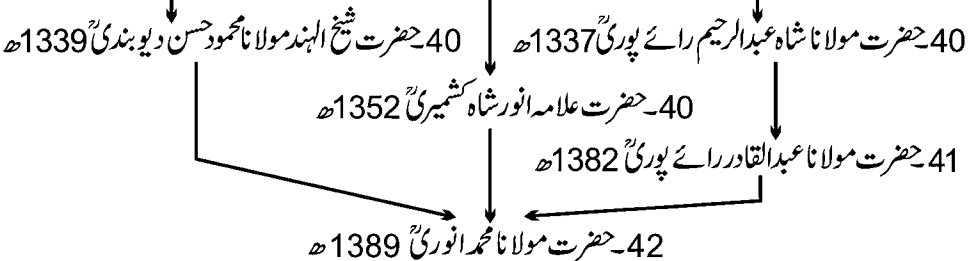 40۔حضرت مولانا شاہ عبدالرحیم رائے پوریؒ 1337ھ
40۔حضرت شیخ الہند مولانا محمود حسن دیوبندیؒ 1339ھ
40۔حضرت علامہ انور شاہ کشمیریؒ 1352ھ
41۔حضرت مولانا عبدالقادر رائے پوریؒ 1382ھ
42۔حضرت مولانا محمد انوریؒ 1389ھ